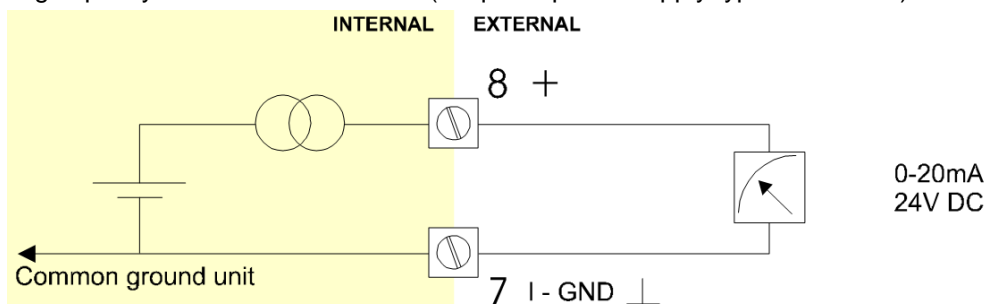 INTERNAL EXTERNAL
8 +
0-20mA
24V DC
Common ground unit
7 I - GND